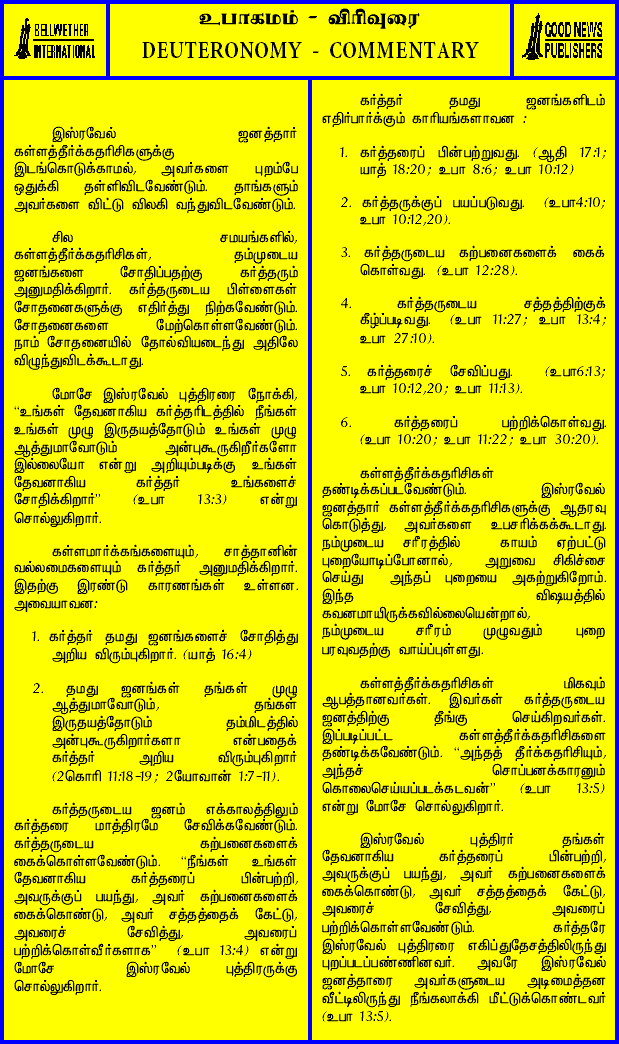 BELLWETHER
INTERNATIONAL
உபாகமம் - விரிவுரை
DEUTERONOMY - COMMENTARY
GOOD NEWS
PUBLISHERS
இஸ்ரவேல் ஜனத்தார்
கள்ளத்தீர்க்கதரிசிகளுக்கு
இடங்கொடுக்காமல், அவர்களை புறம்பே
ஒதுக்கி தள்ளிவிடவேண்டும். தாங்களும்
அவர்களை விட்டு விலகி வந்துவிடவேண்டும்.
சில சமயங்களில்,
கள்ளத்தீர்க்கதரிசிகள், தம்முடைய
ஜனங்களை சோதிப்பதற்கு கர்த்தரும்
அனுமதிக்கிறார். கர்த்தருடைய பிள்ளைகள்
சோதனைகளுக்கு எதிர்த்து நிற்கவேண்டும்.
சோதனைகளை மேற்கொள்ளவேண்டும்.
நாம் சோதனையில் தோல்வியடைந்து அதிலே
விழுந்துவிடக்கூடாது.
மோசே இஸ்ரவேல் புத்திரரை நோக்கி,
“உங்கள் தேவனாகிய கர்த்தரிடத்தில் நீங்கள்
உங்கள் முழு இருதயத்தோடும் உங்கள் முழு
ஆத்துமாவோடும் அன்புகூருகிறீர்களோ
இல்லையோ என்று அறியும்படிக்கு உங்கள்
தேவனாகிய கர்த்தர் உங்களைச்
சோதிக்கிறார்” (உபா 13:3) என்று
சொல்லுகிறார்.
கள்ளமார்க்கங்களையும், சாத்தானின்
வல்லமைகளையும் கர்த்தர் அனுமதிக்கிறார்.
இதற்கு இரண்டு காரணங்கள் உள்ளன.
அவையாவன:
1. கர்த்தர் தமது ஜனங்களைச் சோதித்து
அறிய விரும்புகிறார். (யாத் 16:4)
2. தமது ஜனங்கள் தங்கள் முழு
ஆத்துமாவோடும், தங்கள்
இருதயத்தோடும் தம்மிடத்தில்
அன்புகூருகிறார்களா என்பதைக்
கர்த்தர் அறிய விரும்புகிறார்
(2கொரி 11:18-19; 2யோவான் 1:7-11).
கர்த்தருடைய ஜனம் எக்காலத்திலும்
கர்த்தரை மாத்திரமே சேவிக்கவேண்டும்.
கர்த்தருடைய கற்பனைகளைக்
கைக்கொள்ளவேண்டும். “நீங்கள் உங்கள்
தேவனாகிய கர்த்தரைப் பின்பற்றி,
அவருக்குப் பயந்து, அவர் கற்பனைகளைக்
கைக்கொண்டு, அவர் சத்தத்தைக் கேட்டு,
அவரைச் சேவித்து, அவரைப்
பற்றிக்கொள்வீர்களாக” (உபா 13:4) என்று
மோசே இஸ்ரவேல் புத்திரருக்கு
சொல்லுகிறார்.
கர்த்தர் தமது ஜனங்களிடம்
எதிர்பார்க்கும் காரியங்களாவன :
1. கர்த்தரைப் பின்பற்றுவது. (ஆதி 17:1;
யாத் 18:20; உபா 8:6; உபா 10:12)
2. கர்த்தருக்குப் பயப்படுவது. (உபா4:10;
உபா 10:12,20).
3. கர்த்தருடைய கற்பனைகளைக் கைக்
கொள்வது. (உபா 12:28).
4. கர்த்தருடைய சத்தத்திற்குக்
கீழ்ப்படிவது. (உபா 11:27; உபா 13:4;
உபா 27:10).
5. கர்த்தரைச் சேவிப்பது. (உபா6:13;
உபா 10:12,20; உபா 11:13).
6. கர்த்தரைப் பற்றிக்கொள்வது.
(உபா 10:20; உபா 11:22; உபா 30:20).
கள்ளத்தீர்க்கதரிசிகள்
தண்டிக்கப்படவேண்டும். இஸ்ரவேல்
ஜனத்தார் கள்ளத்தீர்க்கதரிசிகளுக்கு ஆதரவு
கொடுத்து, அவர்களை உபசரிக்கக்கூடாது.
நம்முடைய சரீரத்தில் காயம் ஏற்பட்டு
புறையோடிப்போனால், அறுவை சிகிச்சை
செய்து அந்தப் புறையை அகற்றுகிறோம்.
இந்த விஷயத்தில்
கவனமாயிருக்கவில்லையென்றால்,
நம்முடைய சரீரம் முழுவதும் புறை
பரவுவதற்கு வாய்ப்புள்ளது.
கள்ளத்தீர்க்கதரிசிகள் மிகவும்
ஆபத்தானவர்கள். இவர்கள் கர்த்தருடைய
ஜனத்திற்கு தீங்கு செய்கிறவர்கள்.
இப்படிப்பட்ட கள்ளத்தீர்க்கதரிசிகளை
தண்டிக்கவேண்டும். “அந்தத் தீர்க்கதரிசியும்,
அந்தச் சொப்பனக்காரனும்
கொலைசெய்யப்படக்கடவன்” (உபா 13:5)
என்று மோசே சொல்லுகிறார்.
இஸ்ரவேல் புத்திரர் தங்கள்
தேவனாகிய கர்த்தரைப் பின்பற்றி,
அவருக்குப் பயந்து, அவர் கற்பனைகளைக்
கைக்கொண்டு, அவர் சத்தத்தைக் கேட்டு,
அவரைச் சேவித்து, அவரைப்
பற்றிக்கொள்ளவேண்டும். கர்த்தரே
இஸ்ரவேல் புத்திரரை எகிப்துதேசத்திலிருந்து
புறப்படப்பண்ணினவர். அவரே இஸ்ரவேல்
ஜனத்தாரை அவர்களுடைய அடிமைத்தன
வீட்டிலிருந்து நீங்கலாக்கி மீட்டுக்கொண்டவர்
(உபா 13:5).